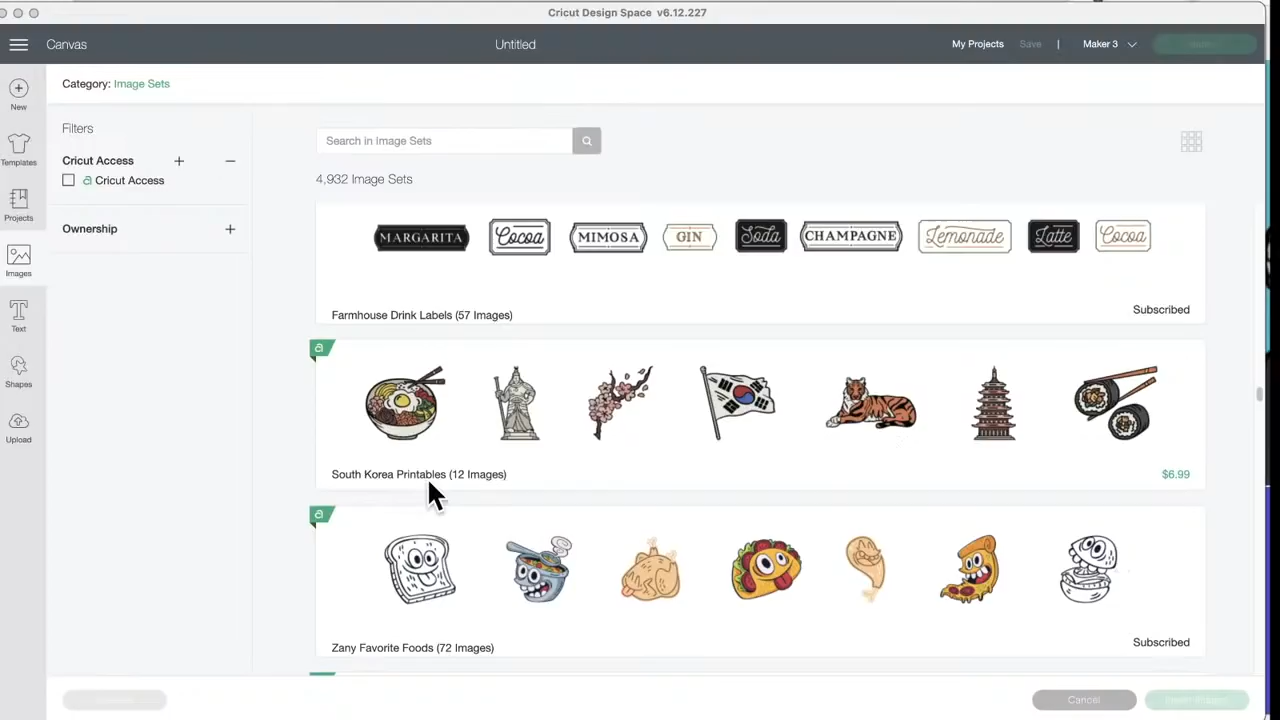 Cricut Design Space v6.12.227
Canvas
Untitled
My Projects Save | Maker 3
New
Templates
Projects
Images
Text
Shapes
Upload
Category: Image Sets
Filters
Cricut Access
a Cricut Access
Ownership
Search in Image Sets
4,932 Image Sets
MARGARITA Cocoa MIMOSA GIN Soda CHAMPAGNE Lemonade Latte Cocoa
Farmhouse Drink Labels (57 Images) Subscribed
a
South Korea Printables (12 Images) $6.99
a
Zany Favorite Foods (72 Images) Subscribed
Cancel